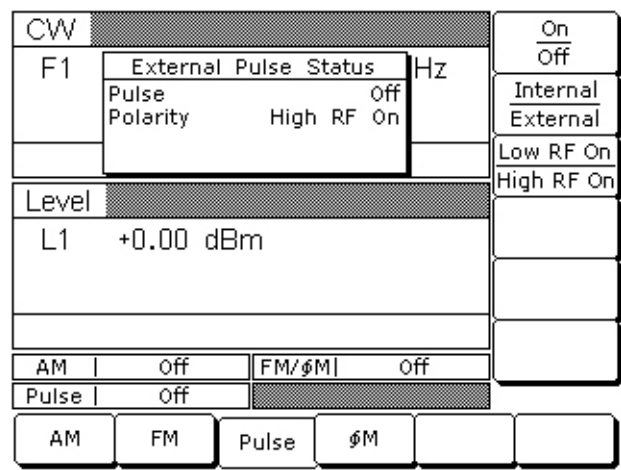 CW
F1
Hz
External Pulse Status
Pulse Off
Polarity High RF On
Level
L1 +0.00 dBm
AM | Off
FM/ϕM| Off
Pulse | Off
On
Off
Internal
External
Low RF On
High RF On
AM
FM
Pulse
ϕM